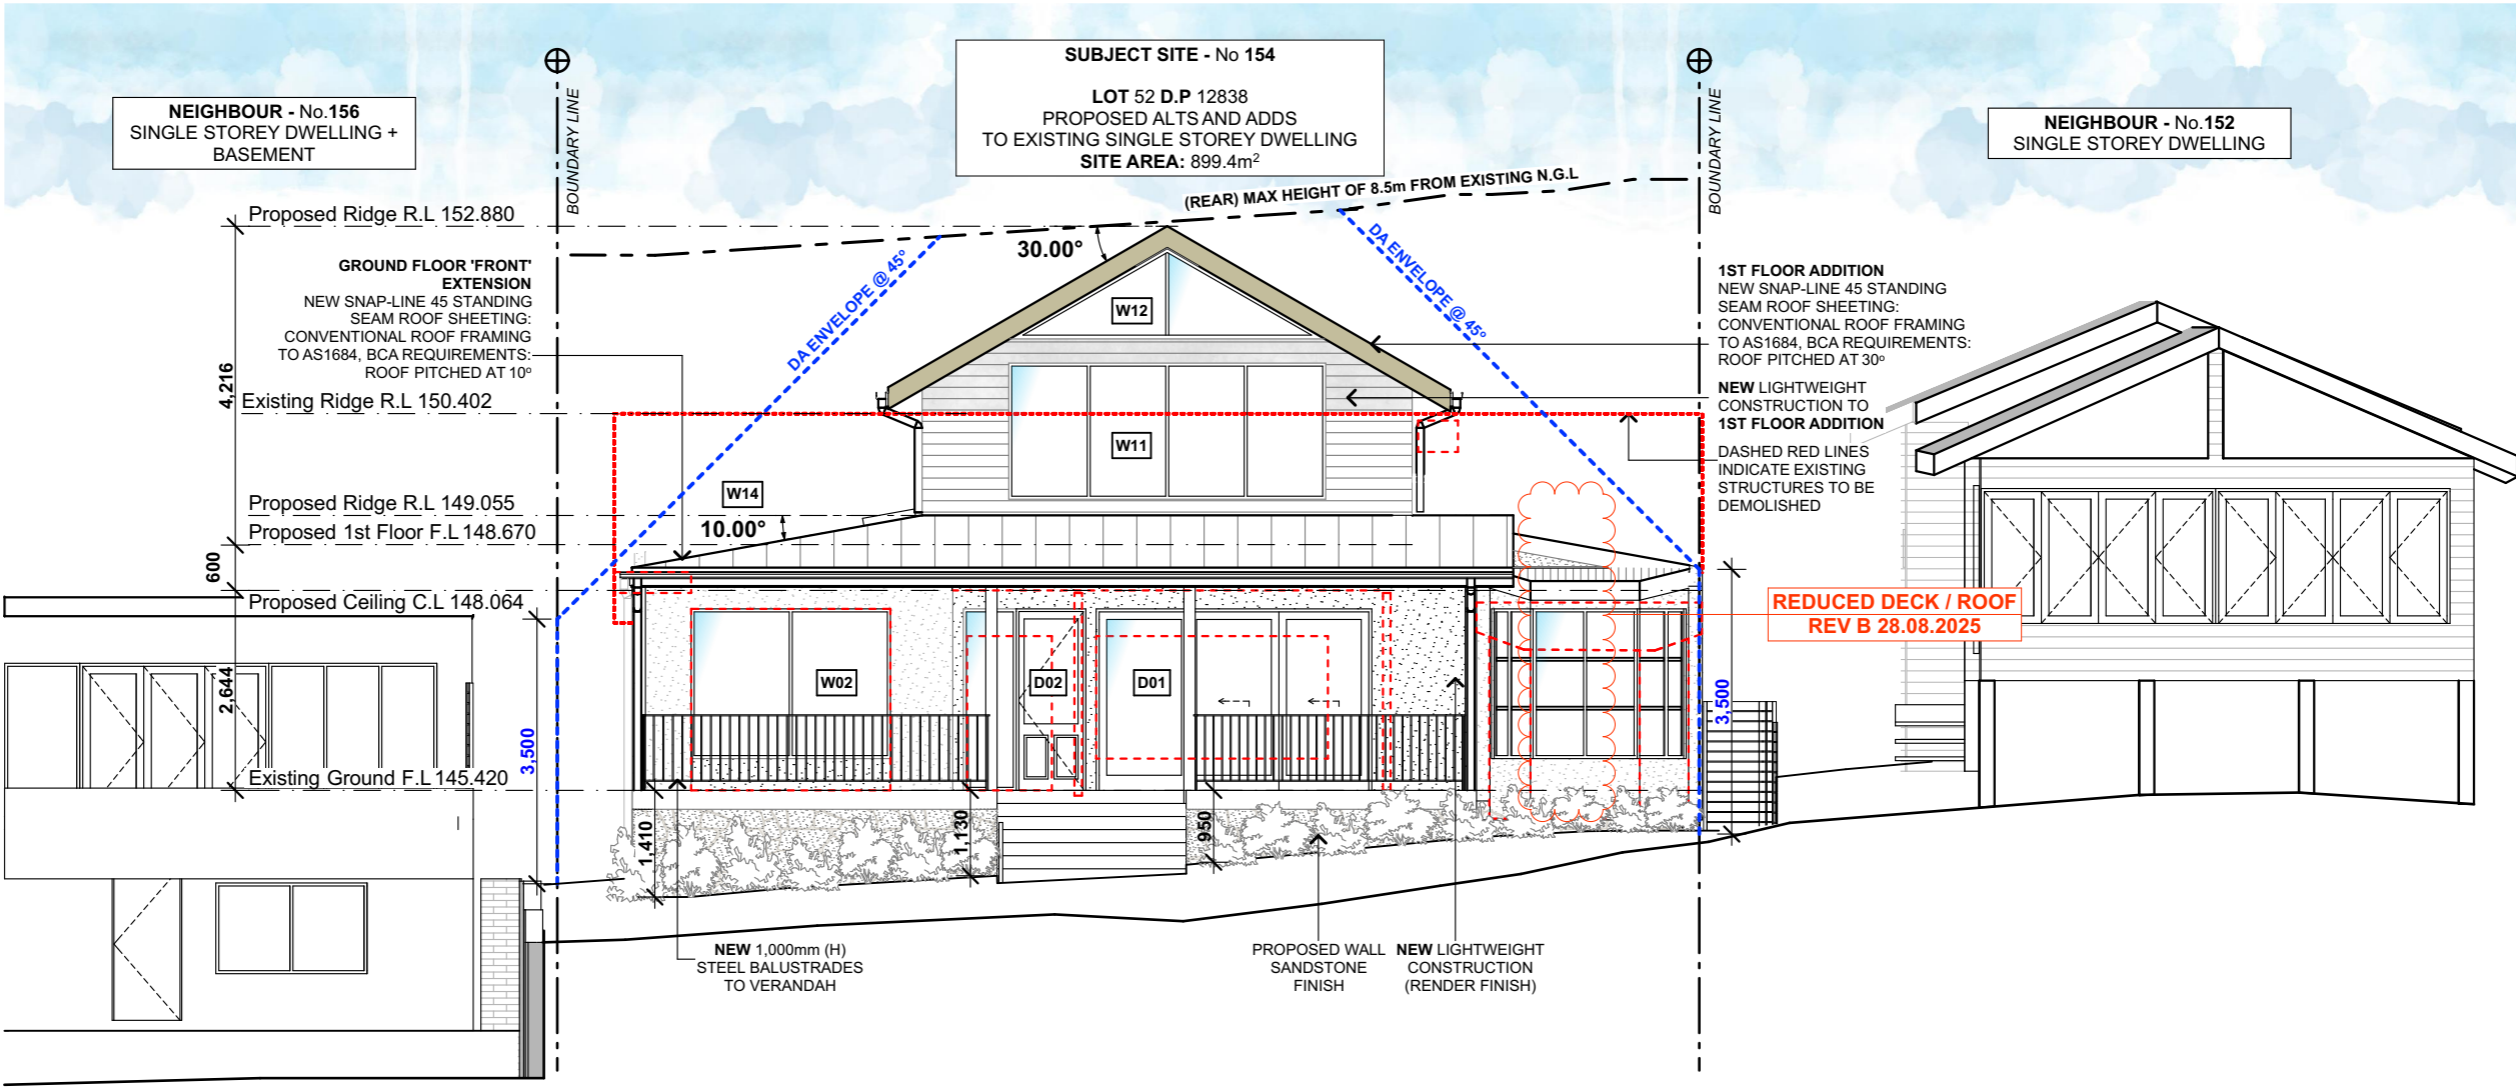 SUBJECT SITE - No 154
LOT 52 D.P 12838
PROPOSED ALTS AND ADDS
TO EXISTING SINGLE STOREY DWELLING
SITE AREA: 899.4m²
NEIGHBOUR - No.156
SINGLE STOREY DWELLING +
BASEMENT
NEIGHBOUR - No.152
SINGLE STOREY DWELLING
BOUNDARY LINE
BOUNDARY LINE
(REAR) MAX HEIGHT OF 8.5m FROM EXISTING N.G.L
Proposed Ridge R.L 152.880
30.00°
DA ENVELOPE @ 45°
DA ENVELOPE @ 45°
GROUND FLOOR 'FRONT'
EXTENSION
NEW SNAP-LINE 45 STANDING
SEAM ROOF SHEETING:
CONVENTIONAL ROOF FRAMING
TO AS1684, BCA REQUIREMENTS:
ROOF PITCHED AT 10º
1ST FLOOR ADDITION
NEW SNAP-LINE 45 STANDING
SEAM ROOF SHEETING:
CONVENTIONAL ROOF FRAMING
TO AS1684, BCA REQUIREMENTS:
ROOF PITCHED AT 30º
NEW LIGHTWEIGHT
CONSTRUCTION TO
1ST FLOOR ADDITION
DASHED RED LINES
INDICATE EXISTING
STRUCTURES TO BE
DEMOLISHED
W12
4,216
Existing Ridge R.L 150.402
W11
W14
Proposed Ridge R.L 149.055
10.00°
Proposed 1st Floor F.L 148.670
600
Proposed Ceiling C.L 148.064
REDUCED DECK / ROOF
REV B 28.08.2025
2,644
W02
D02
D01
3,500
3,500
Existing Ground F.L 145.420
1,410
1,130
950
NEW 1,000mm (H)
STEEL BALUSTRADES
TO VERANDAH
PROPOSED WALL
SANDSTONE
FINISH
NEW LIGHTWEIGHT
CONSTRUCTION
(RENDER FINISH)